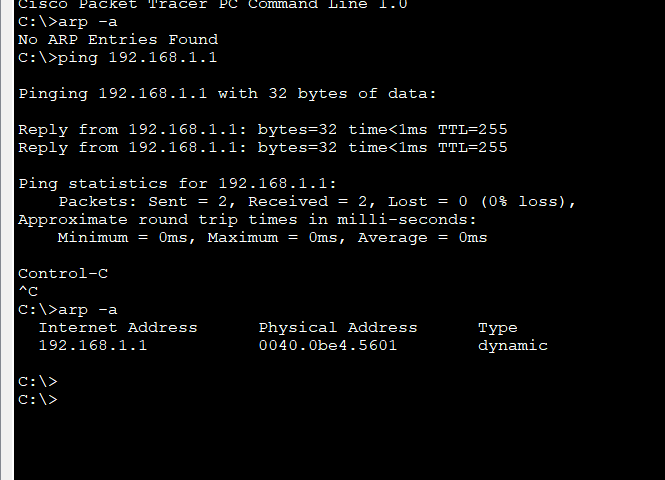 Cisco Packet Tracer PC Command Line 1.0
C:\>arp -a
No ARP Entries Found
C:\>ping 192.168.1.1

Pinging 192.168.1.1 with 32 bytes of data:

Reply from 192.168.1.1: bytes=32 time<1ms TTL=255
Reply from 192.168.1.1: bytes=32 time<1ms TTL=255

Ping statistics for 192.168.1.1:
    Packets: Sent = 2, Received = 2, Lost = 0 (0% loss),
Approximate round trip times in milli-seconds:
    Minimum = 0ms, Maximum = 0ms, Average = 0ms

Control-C
^C
C:\>arp -a
  Internet Address      Physical Address      Type
  192.168.1.1           0040.0be4.5601        dynamic

C:\>
C:\>